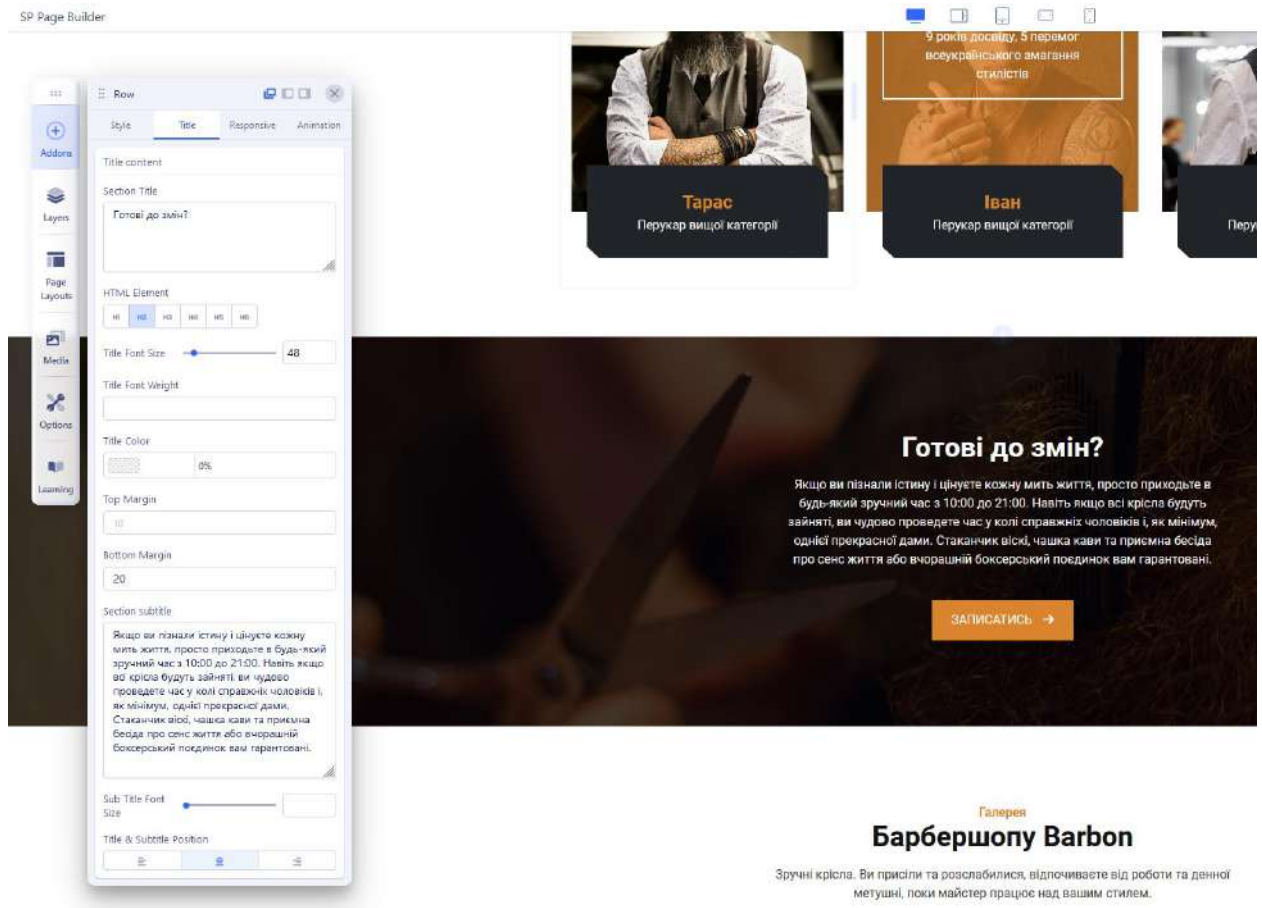 SP Page Builder
Addons
Layers
Page
Layouts
Media
Options
Learning
Row
Style
Title
Responsive
Animation
Title content
Section Title
Готові до змін?
HTML Element
H1 H2 H3 H4 H5 H6
Title Font Size
48
Title Font Weight
Title Color
0%
Top Margin
10
Bottom Margin
20
Section subtitle
Якщо ви пізнали істину і цінуєте кожну
мить життя, просто приходьте в будь-який
зручний час з 10:00 до 21:00. Навіть якщо
всі крісла будуть зайняті, ви чудово
проведете час у колі справжніх чоловіків і,
як мінімум, однієї прекрасної дами.
Стаканчик віскі, чашка кави та приємна
бесіда про сенс життя або вчорашній
боксерський поєдинок вам гарантовані.
Sub Title Font
Size
Title & Subtitle Position
9 років досвіду, 5 перемог
всеукраїнського амагання
стилістів
Тарас
Перукар вищої категорії
Іван
Перукар вищої категорії
Перу
Готові до змін?
Якщо ви пізнали істину і цінуєте кожну мить життя, просто приходьте в
будь-який зручний час з 10:00 до 21:00. Навіть якщо всі крісла будуть
зайняті, ви чудово проведете час у колі справжніх чоловіків і, як мінімум,
однієї прекрасної дами. Стаканчик віскі, чашка кави та приємна бесіда
про сенс життя або вчорашній боксерський поєдинок вам гарантовані.
ЗАПИСАТИСЬ →
Галерея
Барбершопу Barbon
Зручні крісла. Ви присіли та розслабилися, відпочиваєте від роботи та денної
метушні, поки майстер працює над вашим стилем.